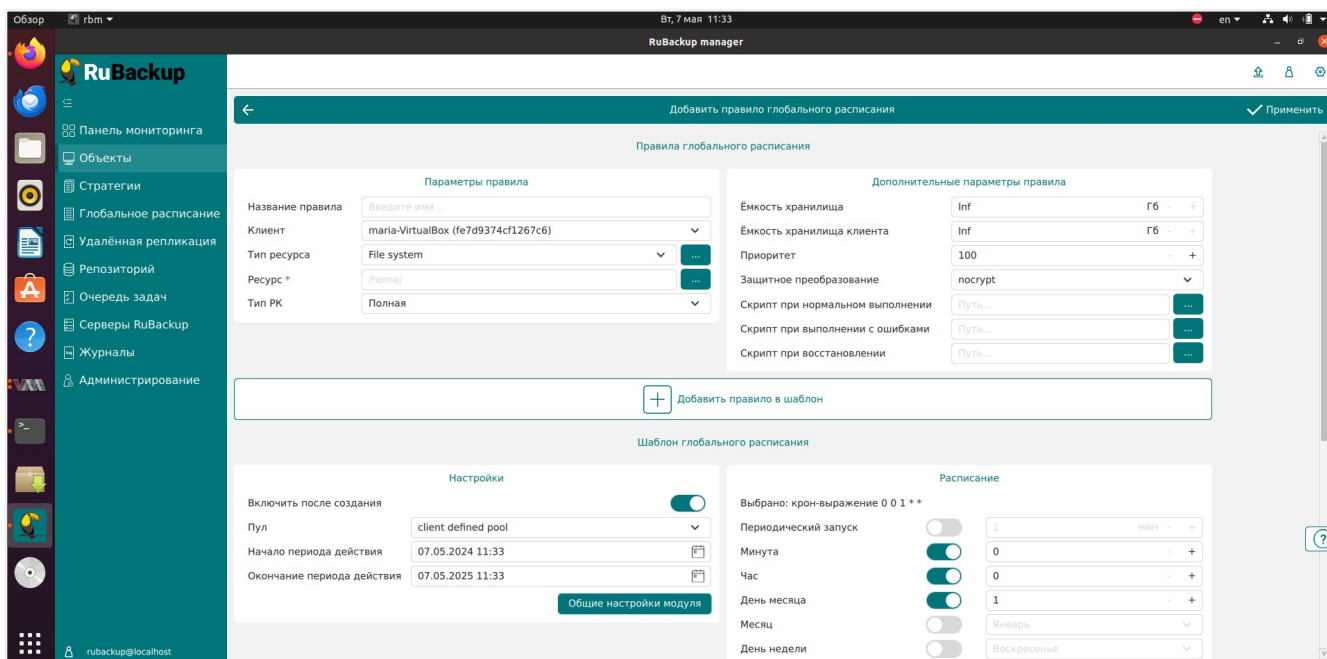 Обзор
rbm
Вт, 7 мая 11:33
en
RuBackup manager
RuBackup
Панель мониторинга
Объекты
Стратегии
Глобальное расписание
Удалённая репликация
Репозиторий
Очередь задач
Серверы RuBackup
Журналы
Администрирование
rubackup@localhost
Добавить правило глобального расписания
Применить
Правила глобального расписания
Параметры правила
Название правила Введите имя ..
Клиент maria-VirtualBox (fe7d9374cf1267c6)
Тип ресурса File system ...
Ресурс * /home/ ...
Тип РК Полная
Дополнительные параметры правила
Ёмкость хранилища Inf Гб - +
Ёмкость хранилища клиента Inf Гб - +
Приоритет 100 - +
Защитное преобразование nocrypt
Скрипт при нормальном выполнении Путь... ...
Скрипт при выполнении с ошибками Путь... ...
Скрипт при восстановлении Путь... ...
Добавить правило в шаблон
Шаблон глобального расписания
Настройки
Включить после создания
Пул client defined pool
Начало периода действия 07.05.2024 11:33
Окончание периода действия 07.05.2025 11:33
Общие настройки модуля
Расписание
Выбрано: крон-выражение 0 0 1 * *
Периодический запуск 1 мин - +
Минута 0 - +
Час 0 - +
День месяца 1 - +
Месяц Январь
День недели Воскресенье